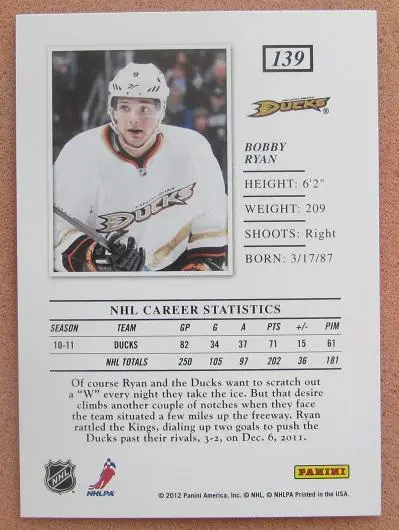 139
9
DUCKS®
BOBBY
RYAN
HEIGHT: 6'2"
WEIGHT: 209
SHOOTS: Right
BORN: 3/17/87
DUCKS
NHL CAREER STATISTICS
SEASON TEAM GP G A PTS +/- PIM
10-11 DUCKS 82 34 37 71 15 61
NHL TOTALS 250 105 97 202 36 181
Of course Ryan and the Ducks want to scratch out
a “W” every night they take the ice. But that desire
climbs another couple of notches when they face
the team situated a few miles up the freeway. Ryan
rattled the Kings, dialing up two goals to push the
Ducks past their rivals, 3-2, on Dec. 6, 2011.
NHL
NHLPA
PANINI
© 2012 Panini America, Inc. © NHL, © NHLPA Printed in the USA.